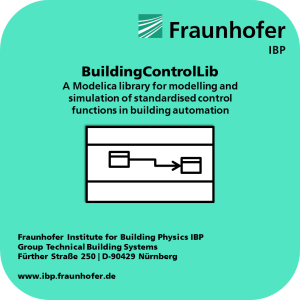 Fraunhofer
IBP
BuildingControlLib
A Modelica library for modelling and
simulation of standardised control
functions in building automation
Fraunhofer Institute for Building Physics IBP
Group Technical Building Systems
Fürther Straße 250 | D-90429 Nürnberg
www.ibp.fraunhofer.de